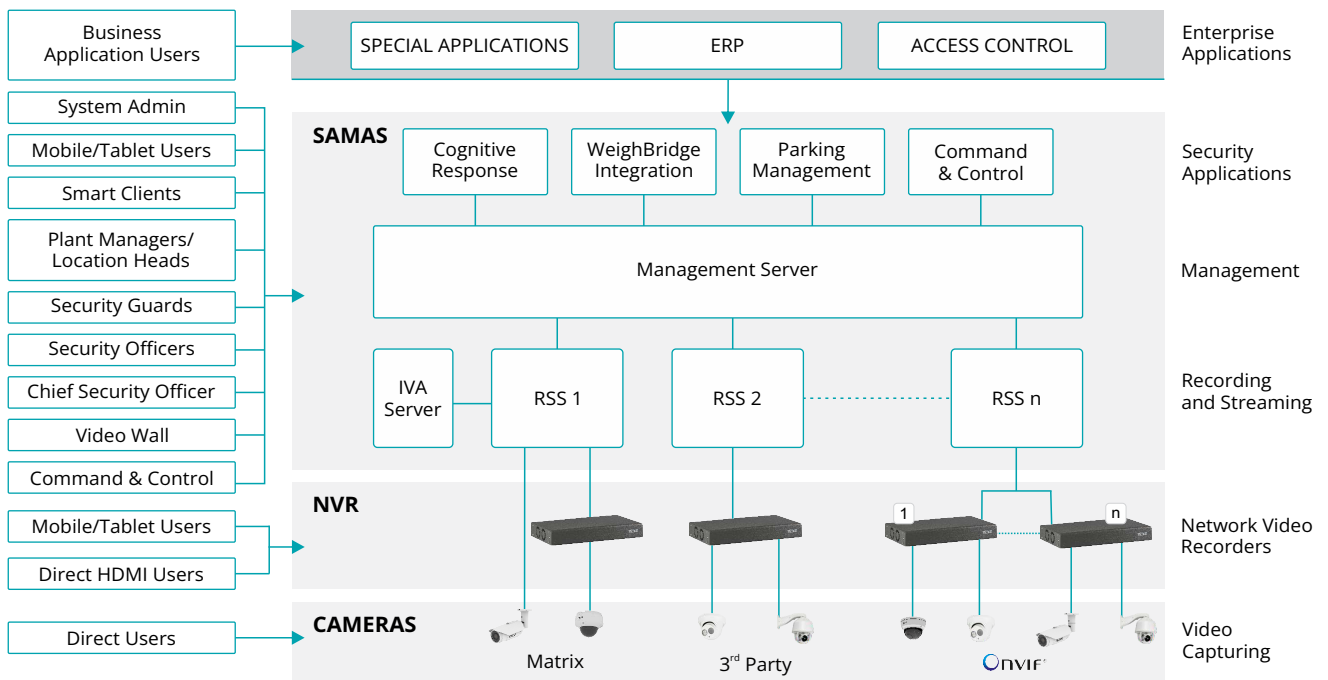 Business
Application Users
SPECIAL APPLICATIONS
ERP
ACCESS CONTROL
Enterprise
Applications
System Admin
Mobile/Tablet Users
Smart Clients
Plant Managers/
Location Heads
Security Guards
Security Officers
Chief Security Officer
Video Wall
Command & Control
SAMAS
Cognitive
Response
WeighBridge
Integration
Parking
Management
Command
& Control
Security
Applications
Management Server
Management
IVA
Server
RSS 1
RSS 2
RSS n
Recording
and Streaming
Mobile/Tablet Users
Direct HDMI Users
NVR
1
n
Network Video
Recorders
Direct Users
CAMERAS
Matrix
3rd Party
ONVIF
Video
Capturing